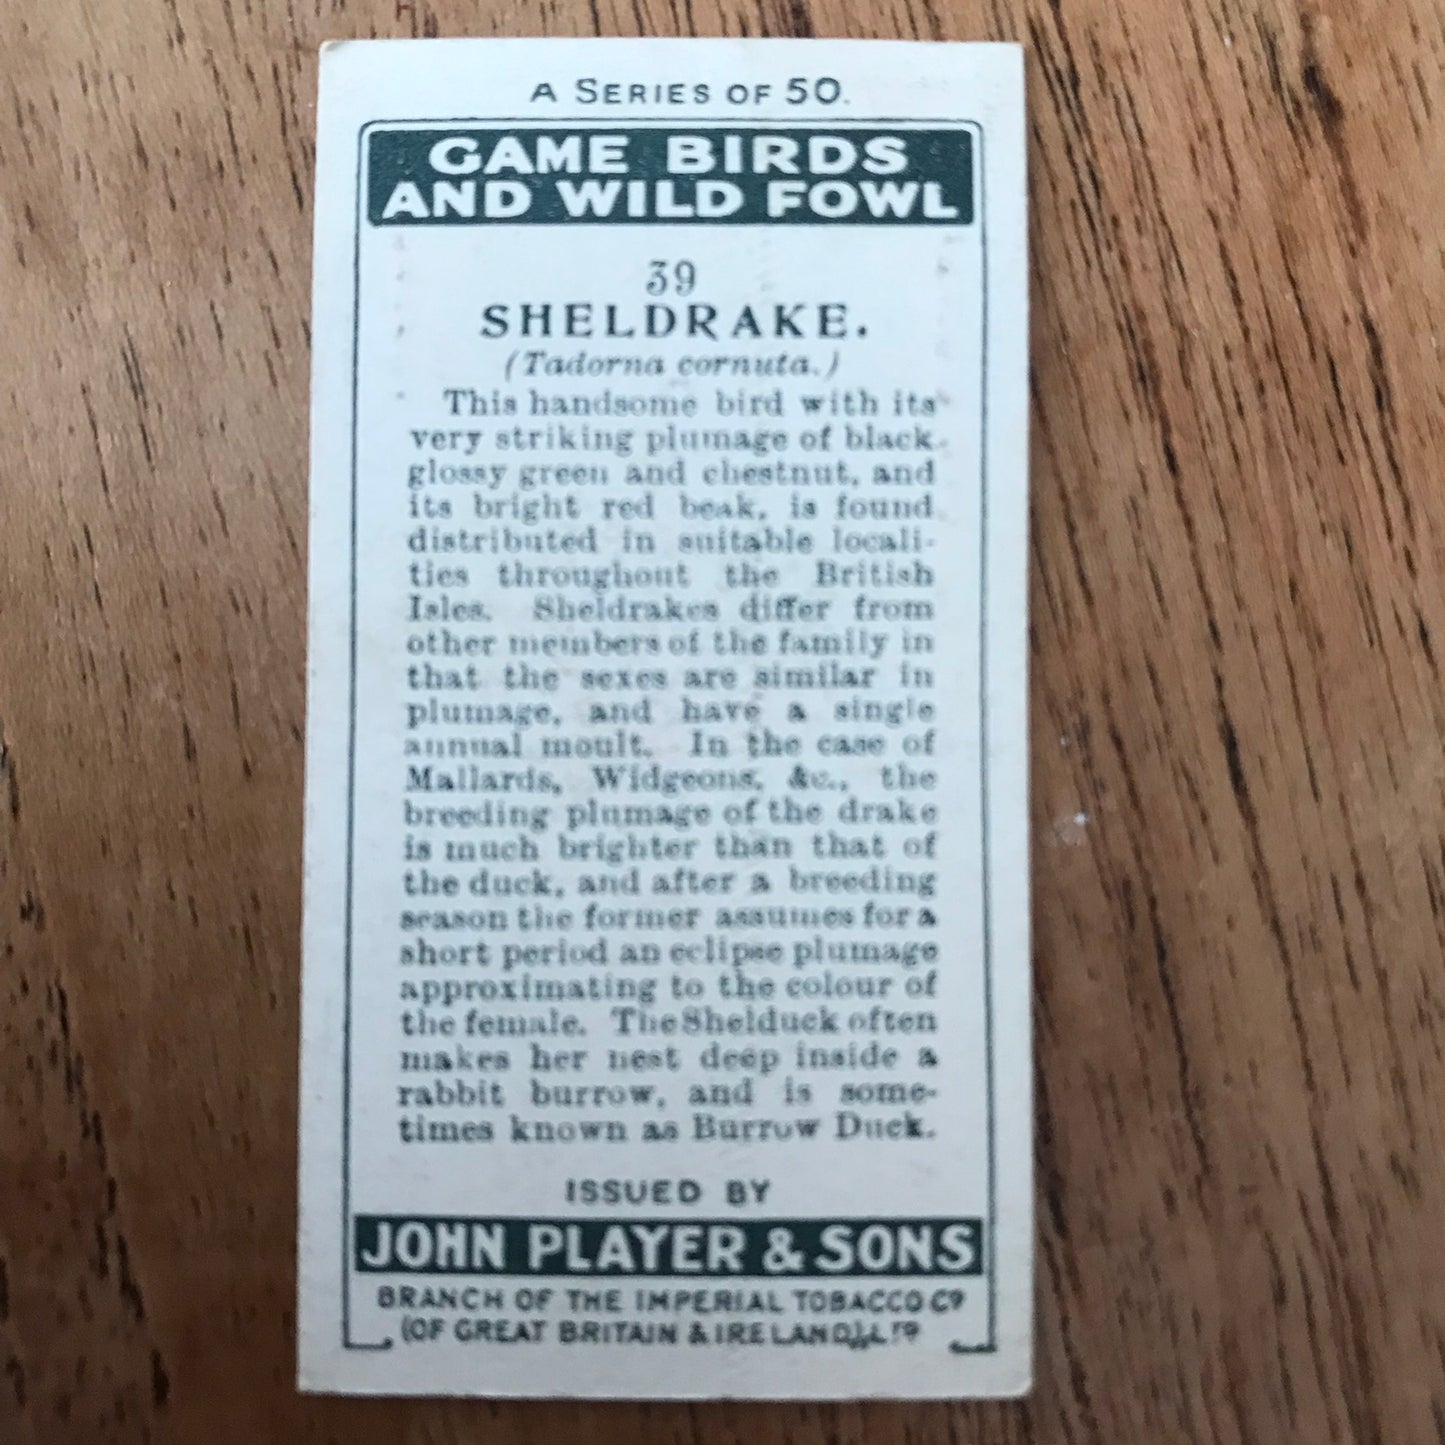 A SERIES OF 50.
GAME BIRDS
AND WILD FOWL
39
SHELDRAKE.
(Tadorna cornuta.)
This handsome bird with its
very striking plumage of black
glossy green and chestnut, and
its bright red beak, is found
distributed in suitable locali-
ties throughout the British
Isles. Sheldrakes differ from
other members of the family in
that the sexes are similar in
plumage, and have a single
annual moult. In the case of
Mallards, Widgeons, &c., the
breeding plumage of the drake
is much brighter than that of
the duck, and after a breeding
season the former assumes for a
short period an eclipse plumage
approximating to the colour of
the female. The Shelduck often
makes her nest deep inside a
rabbit burrow, and is some-
times known as Burrow Duck.
ISSUED BY
JOHN PLAYER & SONS
BRANCH OF THE IMPERIAL TOBACCO Co
(OF GREAT BRITAIN & IRELAND), LTD